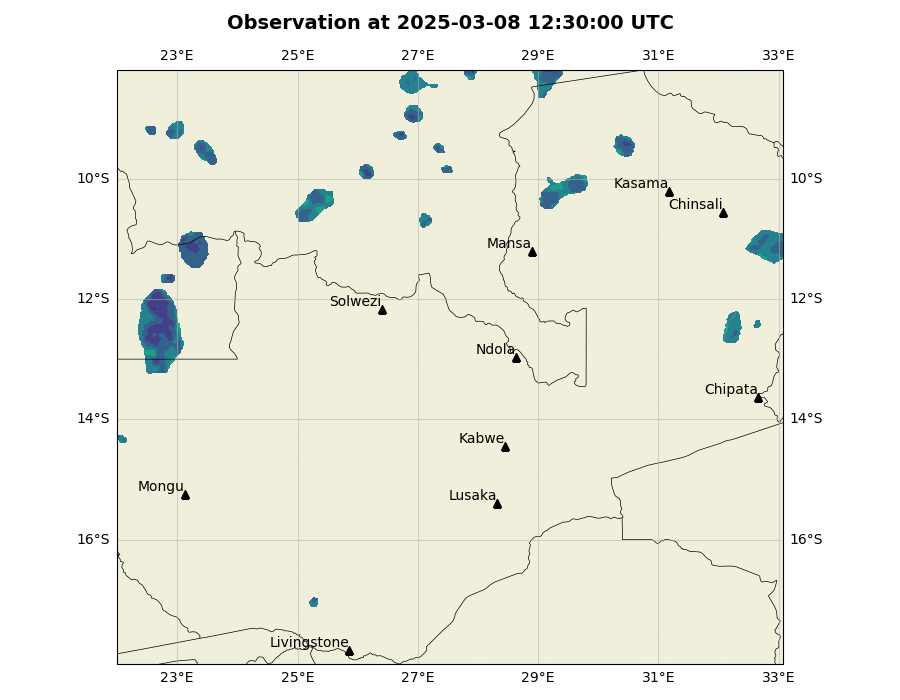 Observation at 2025-03-08 12:30:00 UTC
23°E 25°E 27°E 29°E 31°E 33°E
10°S 10°S
Kasama
Chinsali
Mansa
12°S 12°S
Solwezi
Ndola
Chipata
14°S 14°S
Kabwe
Mongu
Lusaka
16°S 16°S
Livingstone
23°E 25°E 27°E 29°E 31°E 33°E